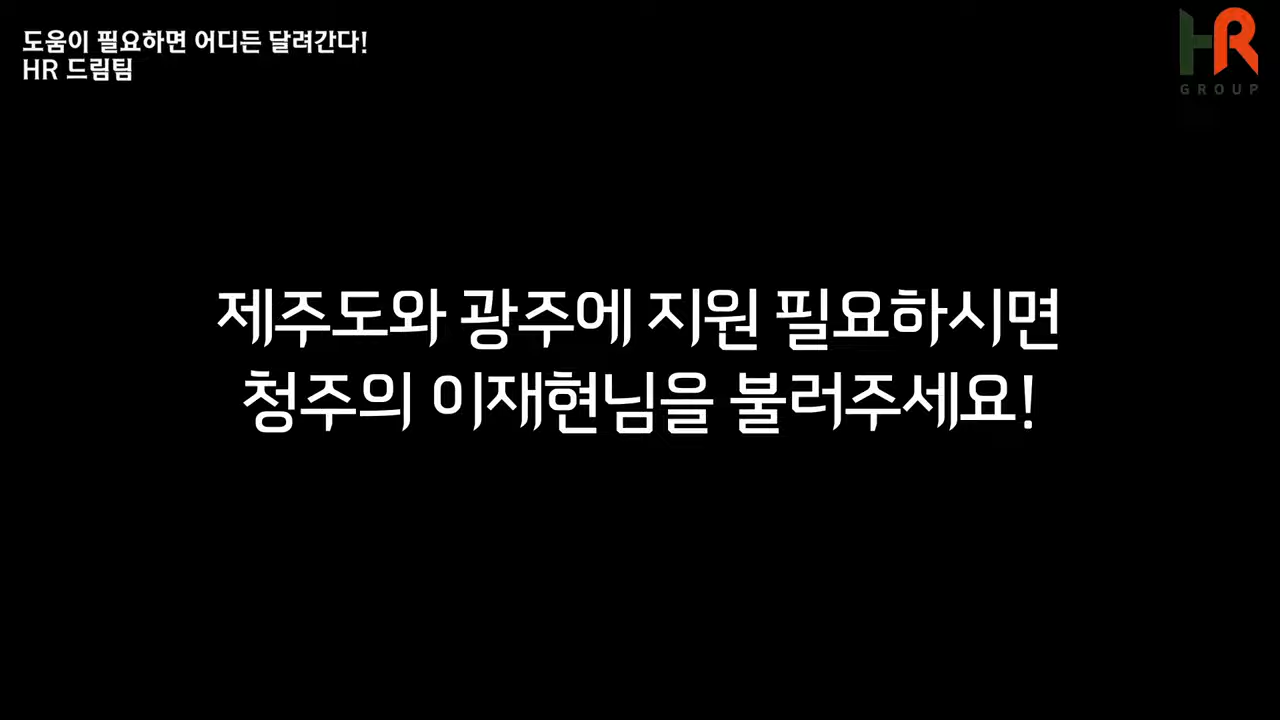 도움이 필요하면 어디든 달려간다!
HR 드림팀
HR
GROUP
제주도와 광주에 지원 필요하시면
청주의 이재현님을 불러주세요!